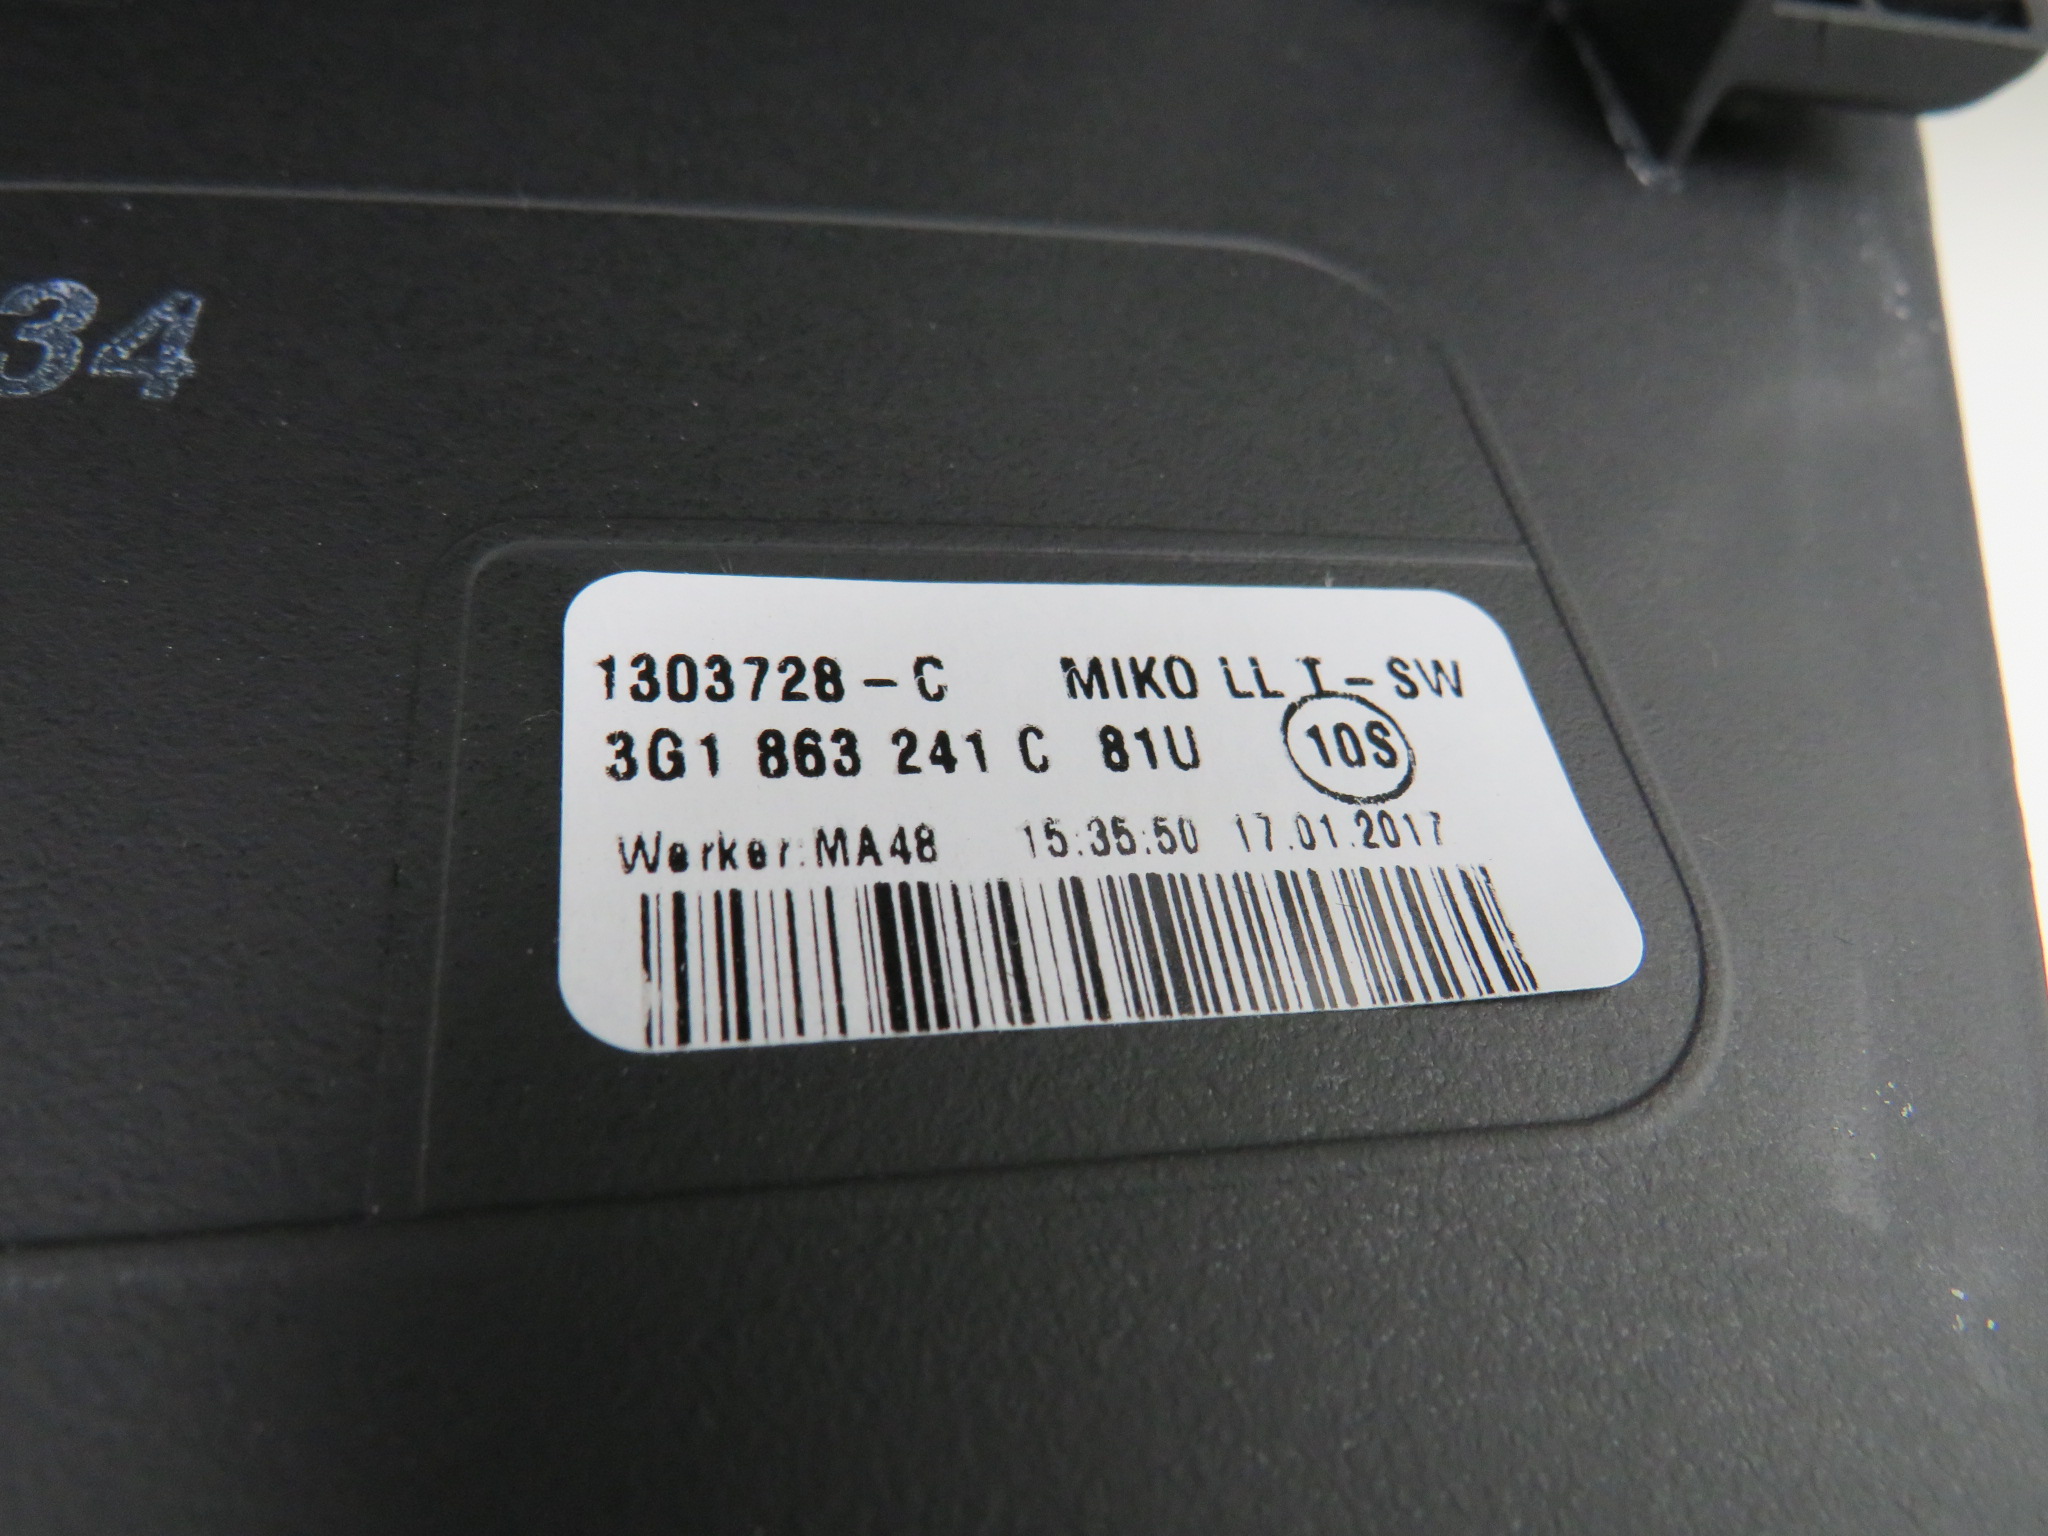 34
1303728-C MIKO LL I-SW
3G1 863 241 C 81U 10S
Werker:MA48 15:35:50 17.01.2017